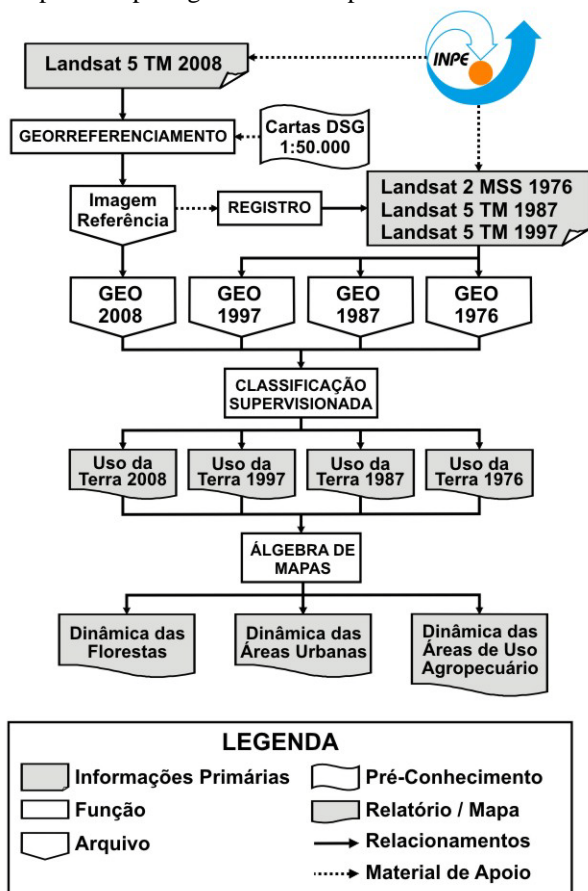 Landsat 5 TM 2008
INPE
GEORREFERENCIAMENTO
Cartas DSG
1:50.000
Imagem
Referência
REGISTRO
Landsat 2 MSS 1976
Landsat 5 TM 1987
Landsat 5 TM 1997
GEO
2008
GEO
1997
GEO
1987
GEO
1976
CLASSIFICAÇÃO
SUPERVISIONADA
Uso da
Terra 2008
Uso da
Terra 1997
Uso da
Terra 1987
Uso da
Terra 1976
ÁLGEBRA DE
MAPAS
Dinâmica das
Florestas
Dinâmica das
Áreas Urbanas
Dinâmica das
Áreas de Uso
Agropecuário
LEGENDA
Informações Primárias
Função
Arquivo
Pré-Conhecimento
Relatório / Mapa
Relacionamentos
Material de Apoio